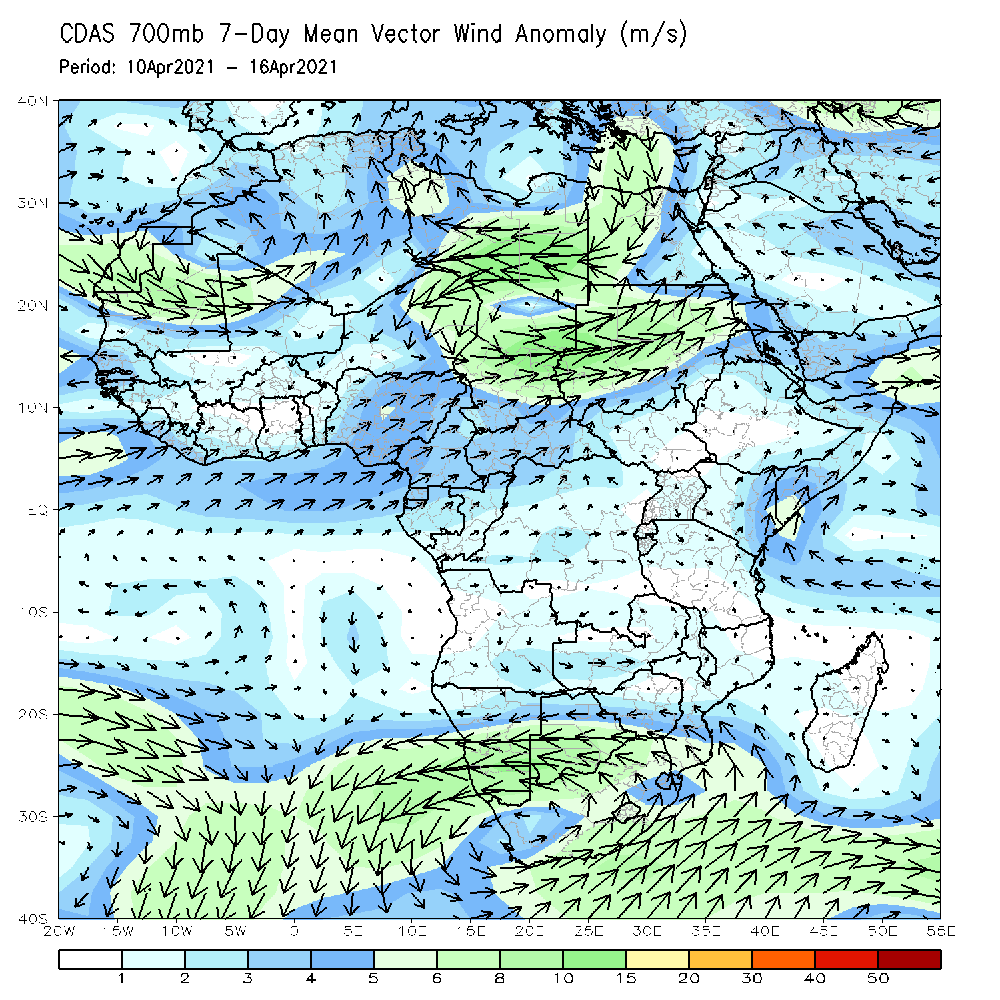 CDAS 700mb 7-Day Mean Vector Wind Anomaly (m/s)
Period: 10Apr2021 - 16Apr2021
40N
30N
20N
10N
EQ
10S
20S
30S
40S
20W 15W 10W 5W 0 5E 10E 15E 20E 25E 30E 35E 40E 45E 50E 55E
1 2 3 4 5 6 8 10 15 20 30 40 50